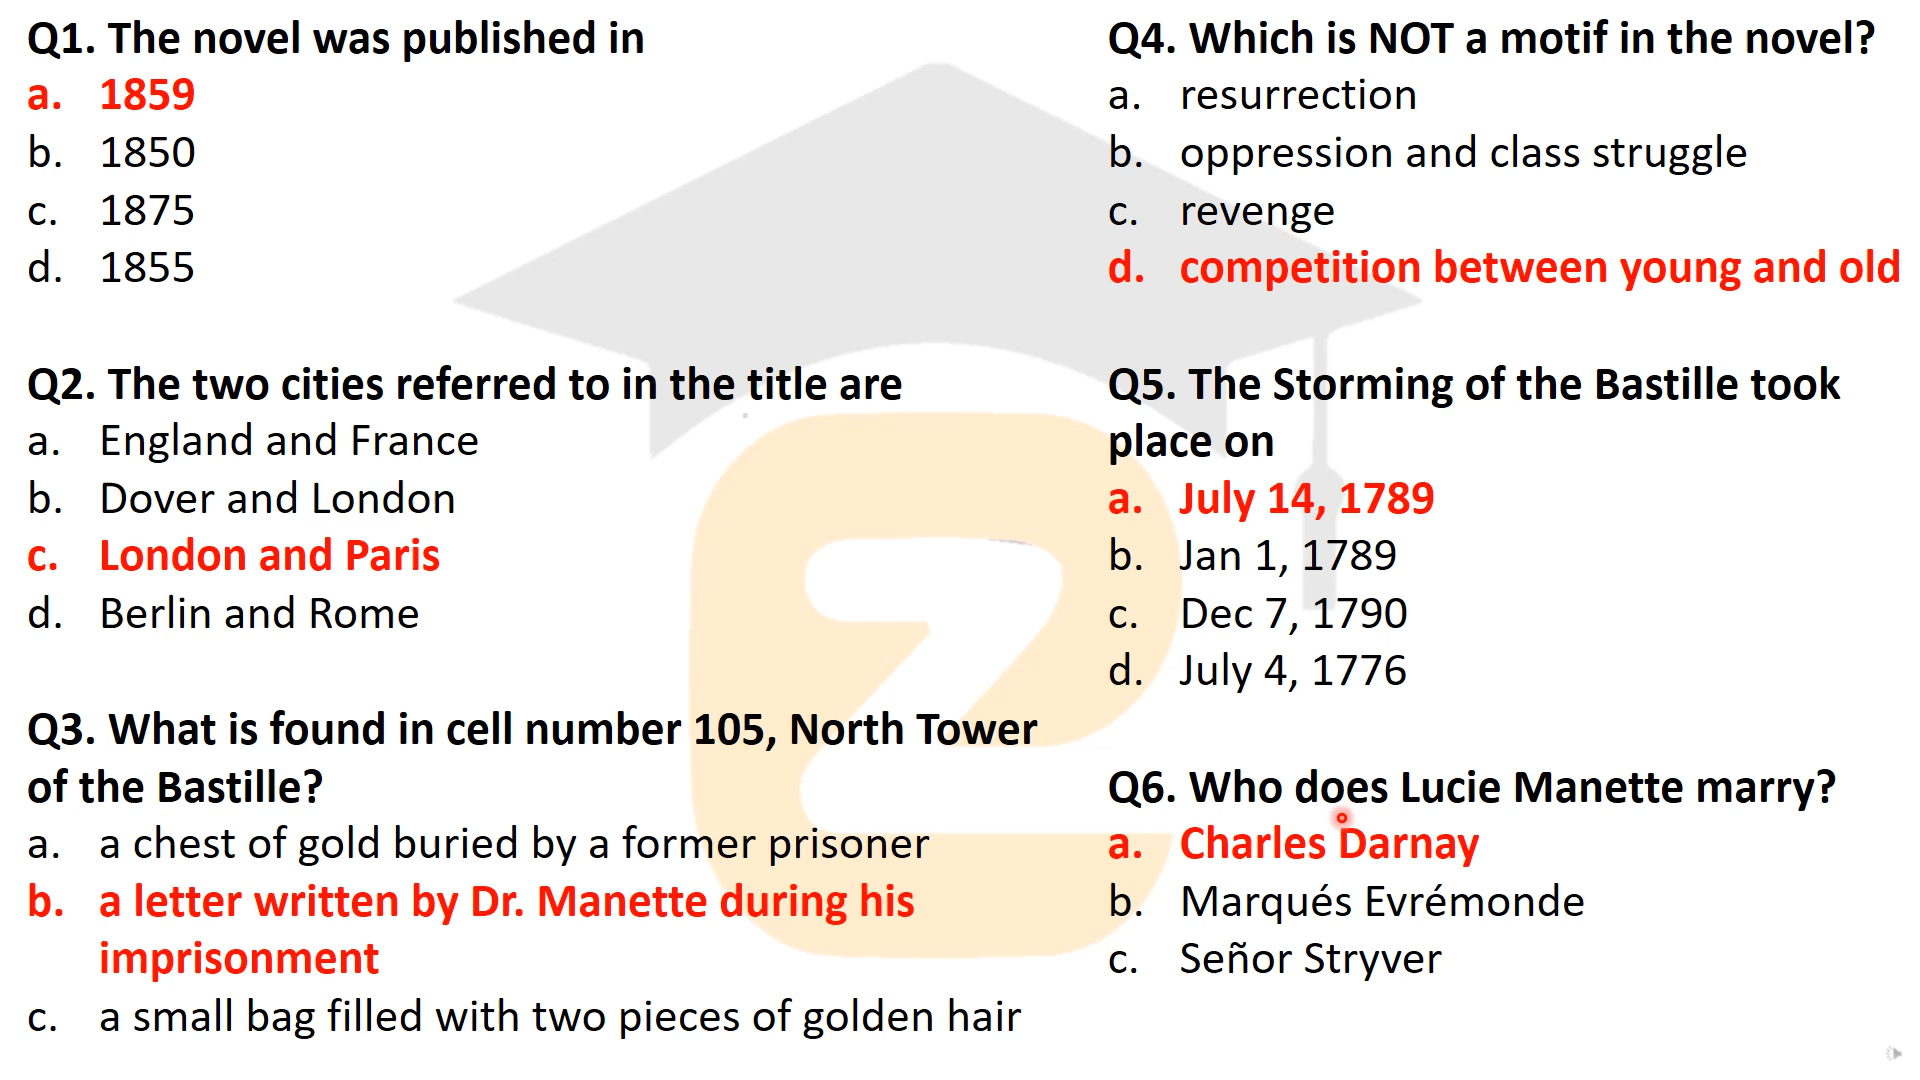 Q1. The novel was published in
a. 1859
b. 1850
c. 1875
d. 1855
Q2. The two cities referred to in the title are
a. England and France
b. Dover and London
c. London and Paris
d. Berlin and Rome
Q3. What is found in cell number 105, North Tower
of the Bastille?
a. a chest of gold buried by a former prisoner
b. a letter written by Dr. Manette during his
imprisonment
c. a small bag filled with two pieces of golden hair
Q4. Which is NOT a motif in the novel?
a. resurrection
b. oppression and class struggle
c. revenge
d. competition between young and old
Q5. The Storming of the Bastille took
place on
a. July 14, 1789
b. Jan 1, 1789
c. Dec 7, 1790
d. July 4, 1776
Q6. Who does Lucie Manette marry?
a. Charles Darnay
b. Marqués Evrémonde
c. Señor Stryver